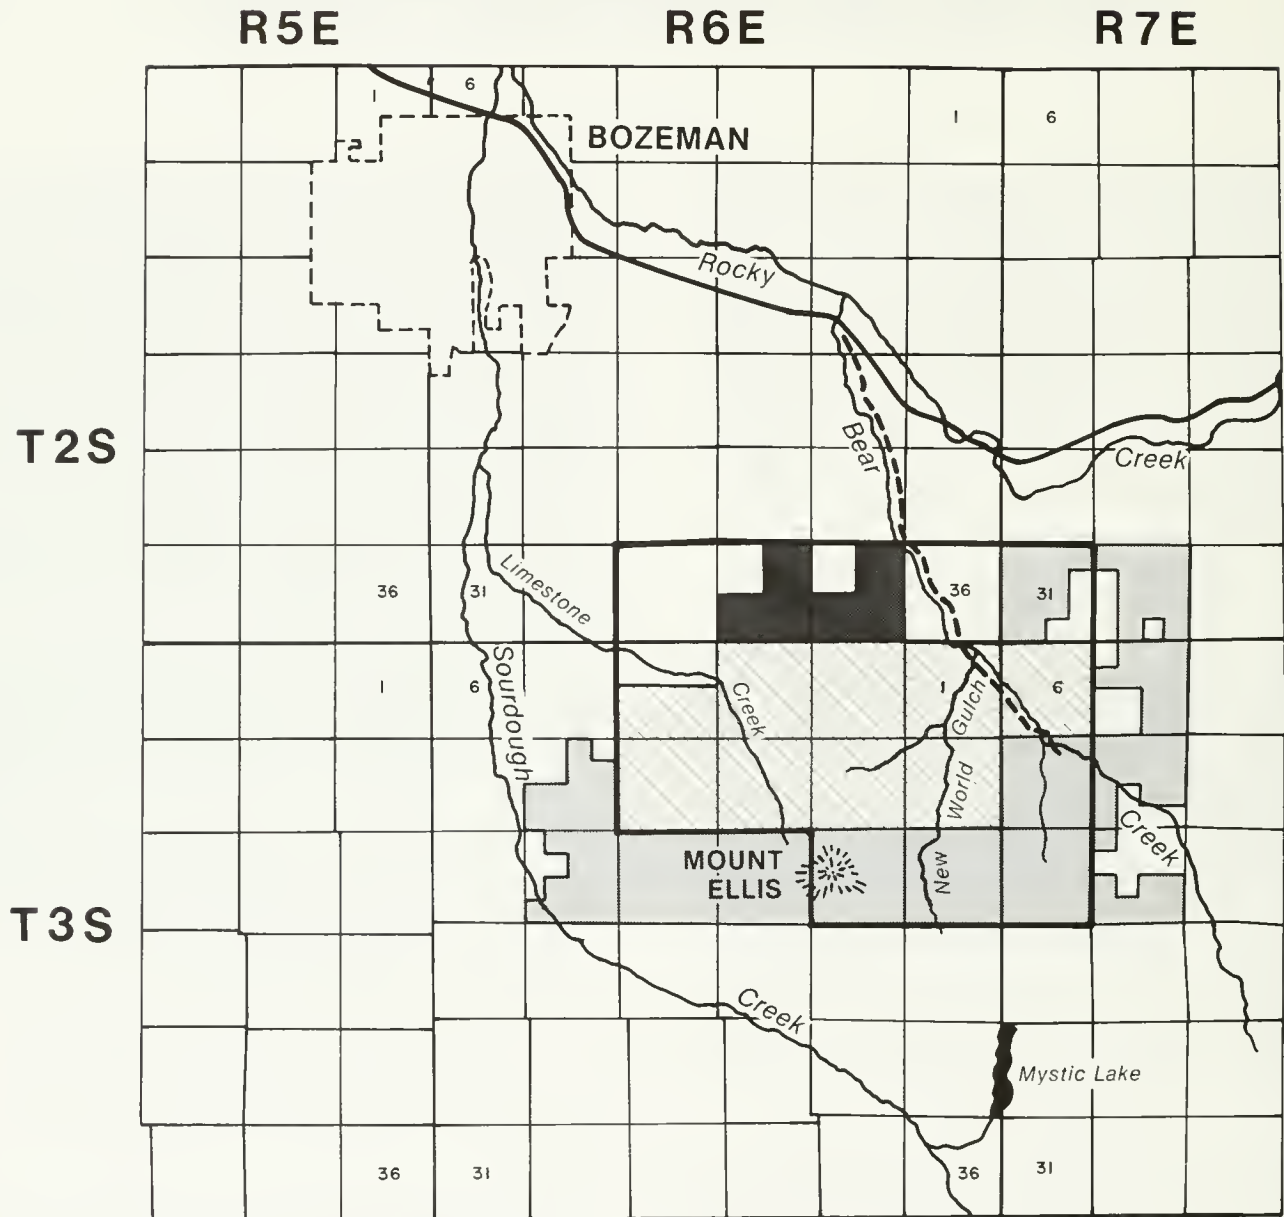 R5E R6E R7E
1 6 1 6
BOZEMAN
Rocky
T2S
Bear
Creek
36 31 Limestone 36 31
Sourdough
1 6 Creek 1 Gulch 6
World
Creek
MOUNT
ELLIS
New
T3S
Creek
Mystic Lake
36 31 36 31